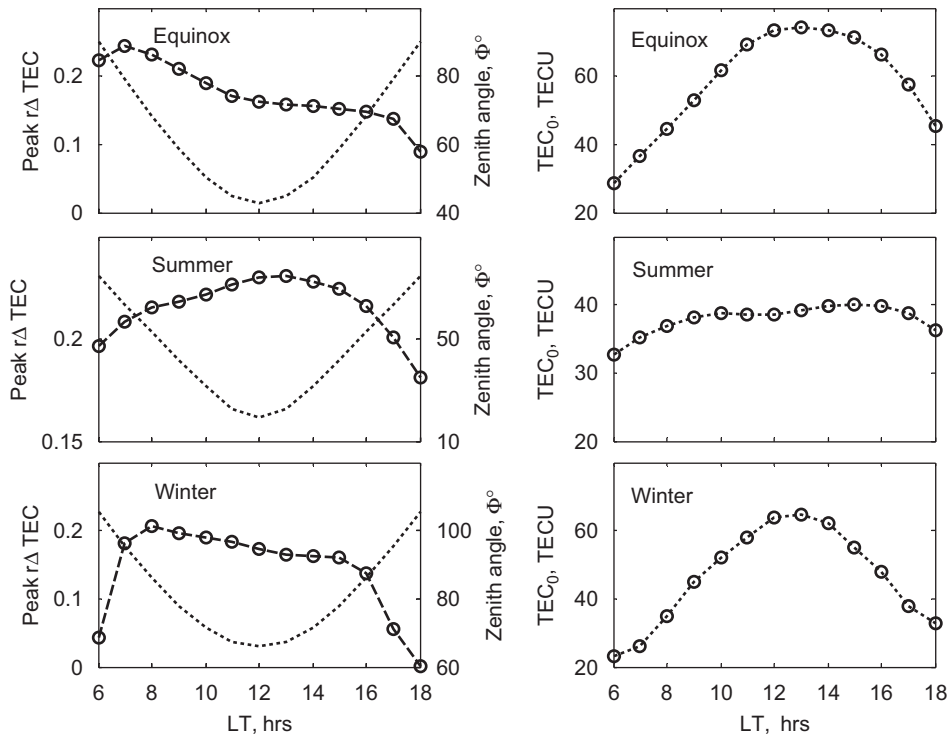 Equinox
Peak rΔ TEC
0.2
0.1
0
80
60
40
Zenith angle, Φ°
Equinox
TEC₀, TECU
60
40
20
Summer
Peak rΔ TEC
0.2
0.15
50
10
Zenith angle, Φ°
Summer
TEC₀, TECU
40
30
20
Winter
Peak rΔ TEC
0.2
0.1
0
100
80
60
Zenith angle, Φ°
6 8 10 12 14 16 18
LT, hrs
Winter
TEC₀, TECU
60
40
20
6 8 10 12 14 16 18
LT, hrs